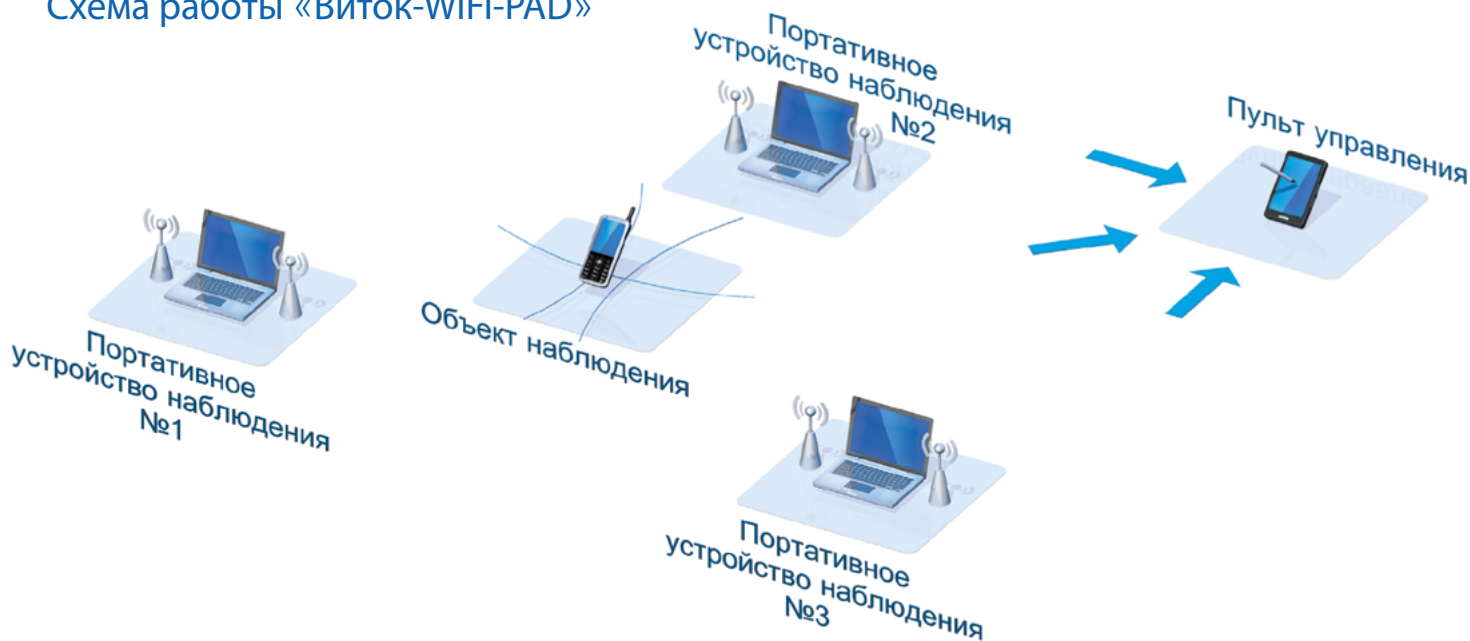 Схема работы «Виток-WIFI-PAD»
Портативное
устройство наблюдения
№2
Пульт управления
Объект наблюдения
Портативное
устройство наблюдения
№1
Портативное
устройство наблюдения
№3